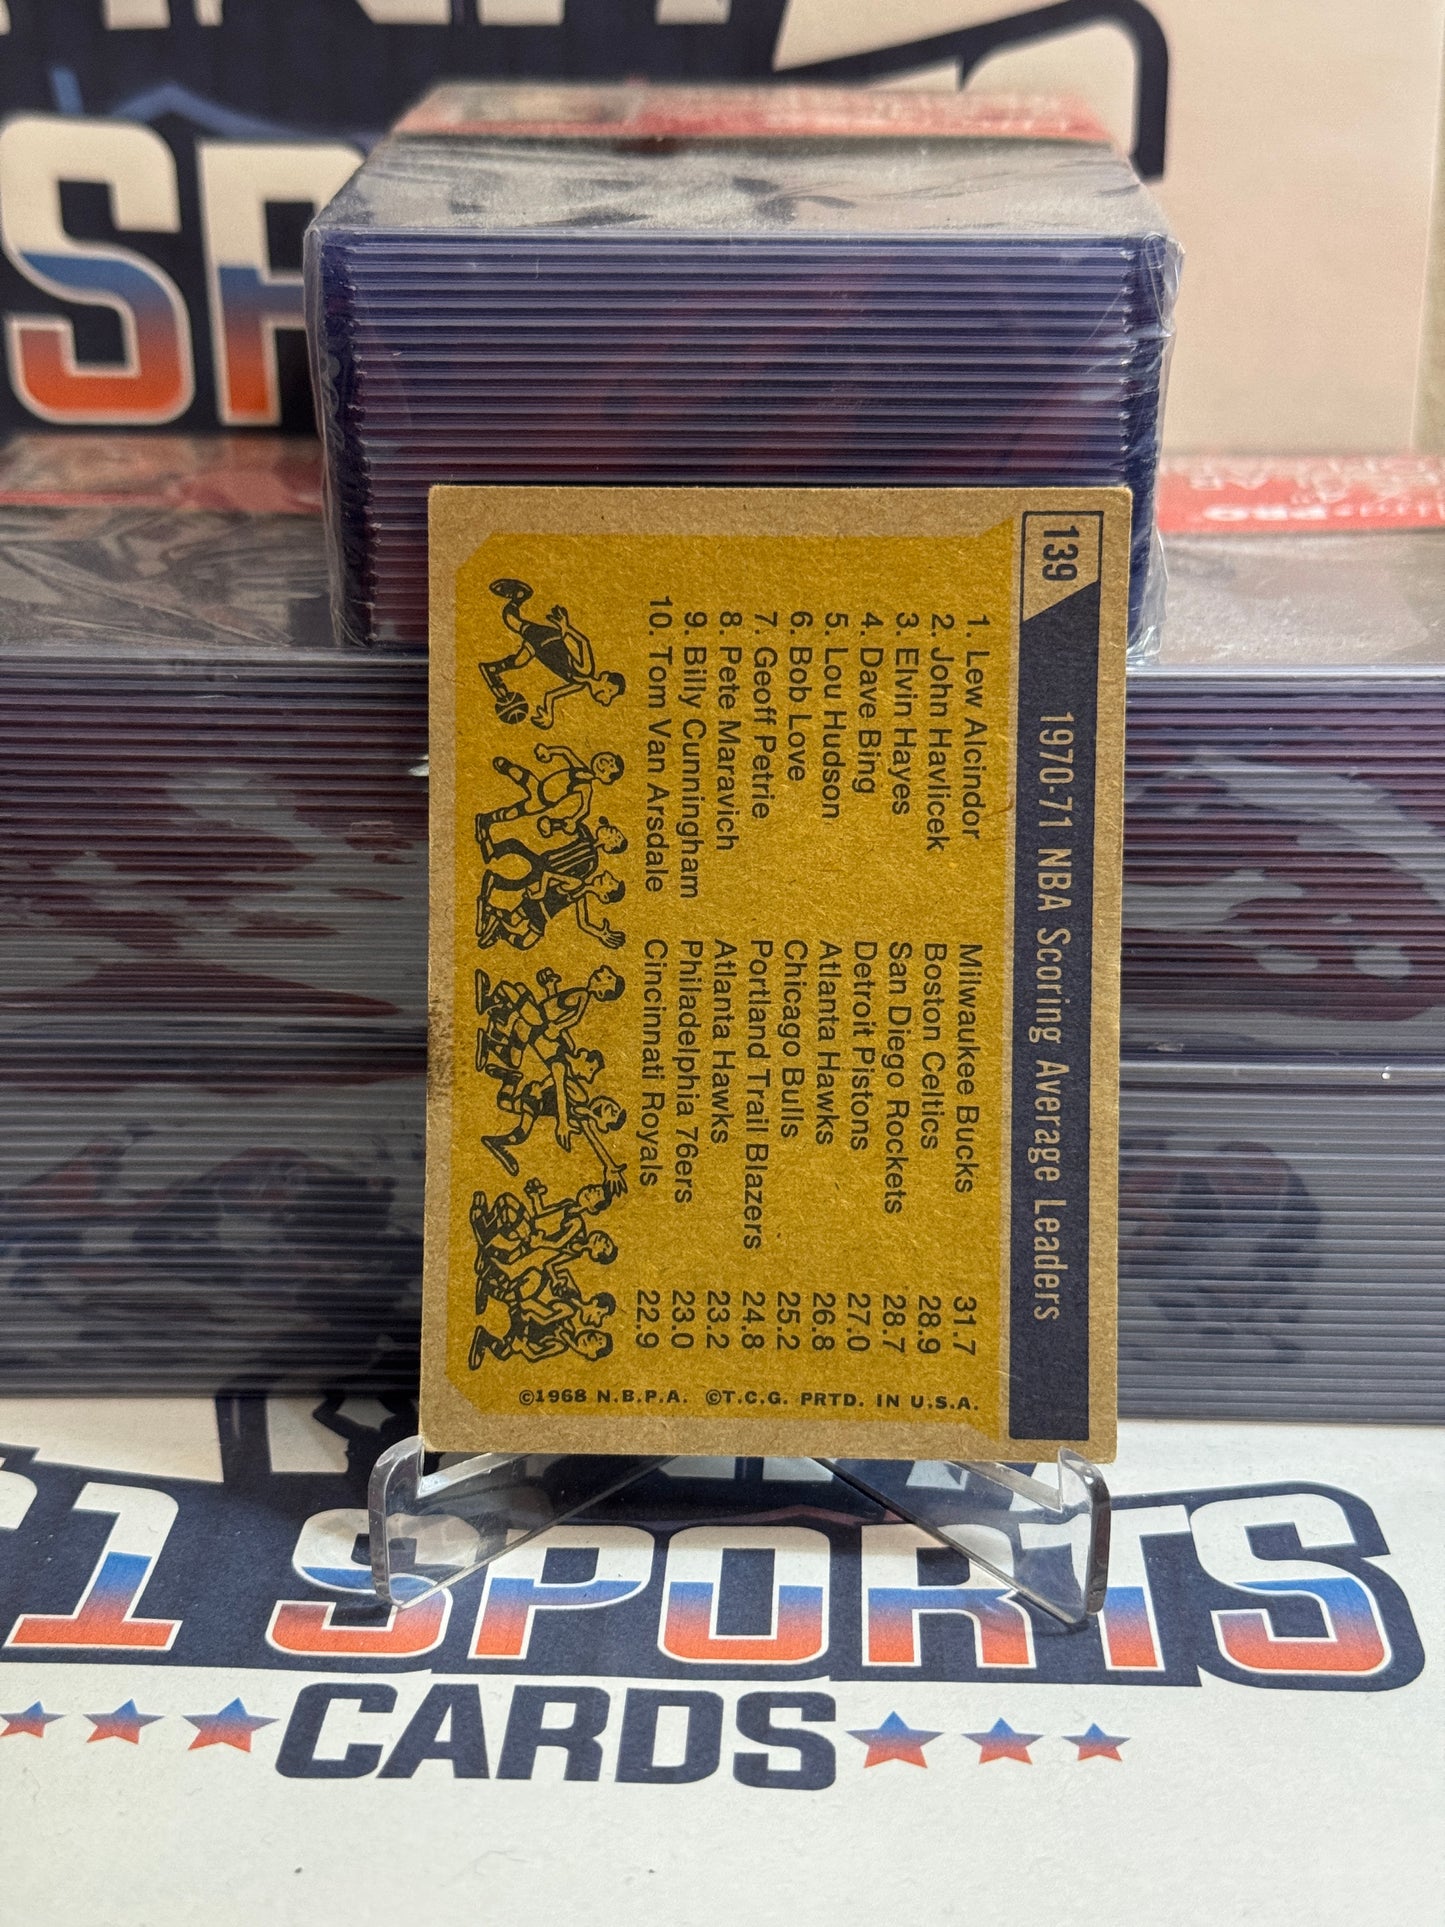 SP
139
1970-71 NBA Scoring Average Leaders
1. Lew Alcindor Milwaukee Bucks 31.7
2. John Havlicek Boston Celtics 28.9
3. Elvin Hayes San Diego Rockets 28.7
4. Dave Bing Detroit Pistons 27.0
5. Lou Hudson Atlanta Hawks 26.8
6. Bob Love Chicago Bulls 25.2
7. Geoff Petrie Portland Trail Blazers 24.8
8. Pete Maravich Atlanta Hawks 23.2
9. Billy Cunningham Philadelphia 76ers 23.0
10. Tom Van Arsdale Cincinnati Royals 22.9
©1968 N.B.P.A. ©T.C.G. PRTD. IN U.S.A.
1 SPORTS
CARDS